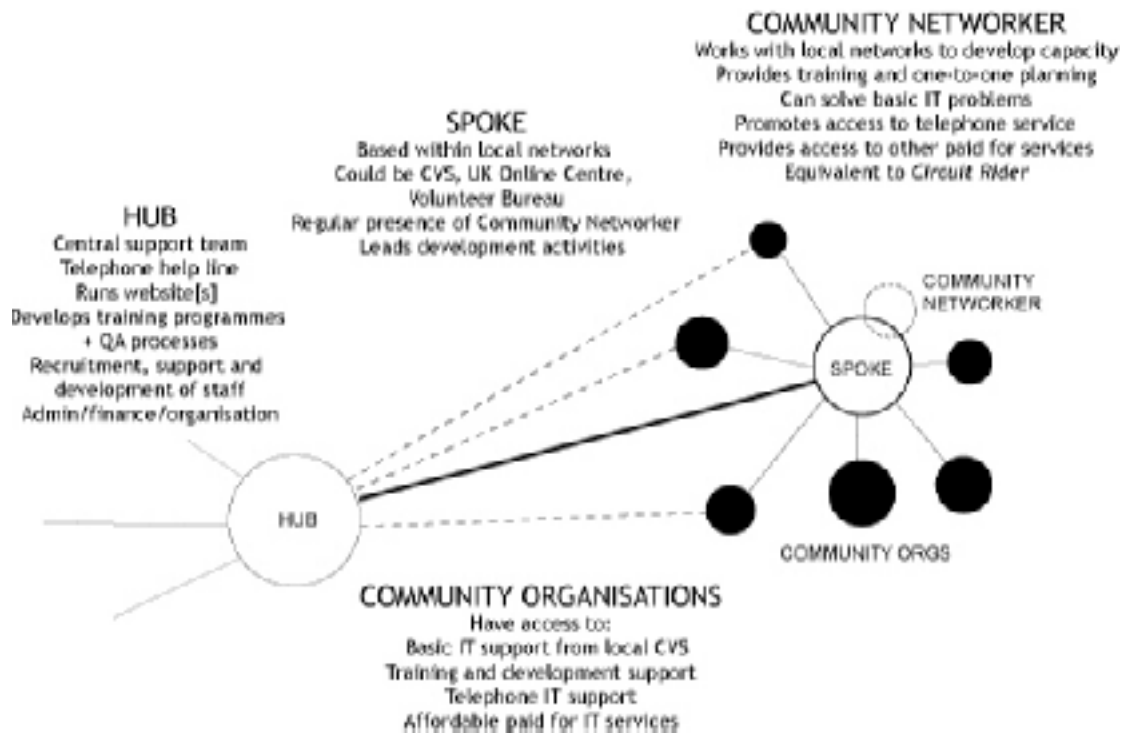 COMMUNITY NETWORKER
Works with local networks to develop capacity
Provides training and one-to-one planning
Can solve basic IT problems
Promotes access to telephone service
Provides access to other paid for services
Equivalent to Circuit Rider
SPOKE
Based within local networks
Could be CVS, UK Online Centre,
Volunteer Bureau
Regular presence of Community Networker
Leads development activities
HUB
Central support team
Telephone help line
Runs website[s]
Develops training programmes
+ QA processes
Recruitment, support and
development of staff
Admin/finance/organisation
COMMUNITY
NETWORKER
SPOKE
HUB
COMMUNITY ORGS
COMMUNITY ORGANISATIONS
Have access to:
Basic IT support from local CVS
Training and development support
Telephone IT support
Affordable paid for IT services